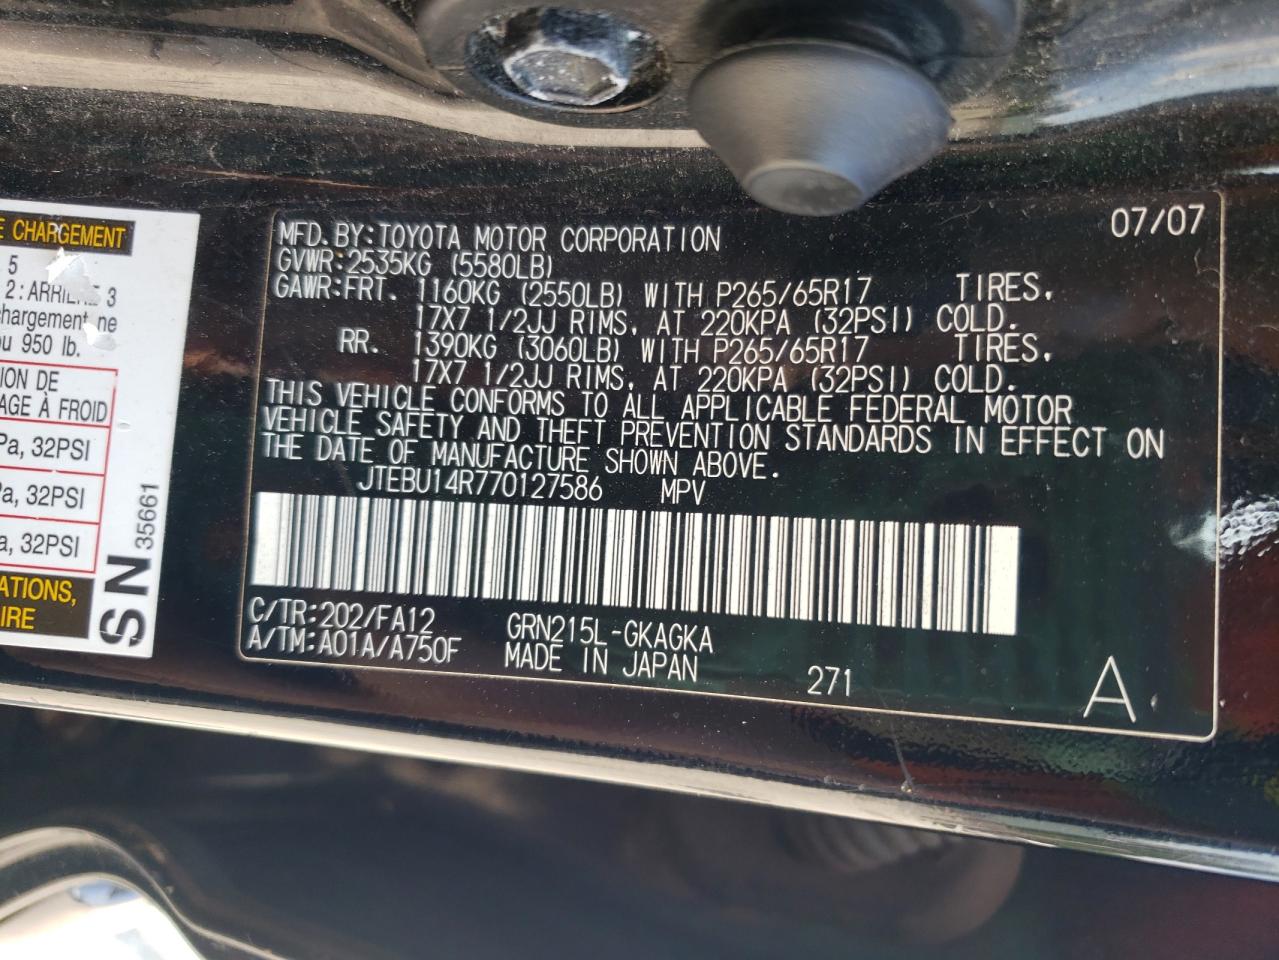 E CHARGEMENT
5
2 : ARRIÈRE 3
chargement ne
ou 950 lb.
ION DE
AGE À FROID
Pa, 32PSI
Pa, 32PSI
a, 32PSI
ATIONS,
IRE
SN 35661
MFD. BY: TOYOTA MOTOR CORPORATION 07/07
GVWR: 2535KG (5580LB)
GAWR: FRT. 1160KG (2550LB) WITH P265/65R17 TIRES,
17X7 1/2JJ RIMS, AT 220KPA (32PSI) COLD.
RR. 1390KG (3060LB) WITH P265/65R17 TIRES,
17X7 1/2JJ RIMS, AT 220KPA (32PSI) COLD.
THIS VEHICLE CONFORMS TO ALL APPLICABLE FEDERAL MOTOR
VEHICLE SAFETY AND THEFT PREVENTION STANDARDS IN EFFECT ON
THE DATE OF MANUFACTURE SHOWN ABOVE.
JTEBU14R770127586 MPV
C/TR: 202/FA12 GRN215L-GKAGKA
A/TM: A01A/A750F MADE IN JAPAN 271 A